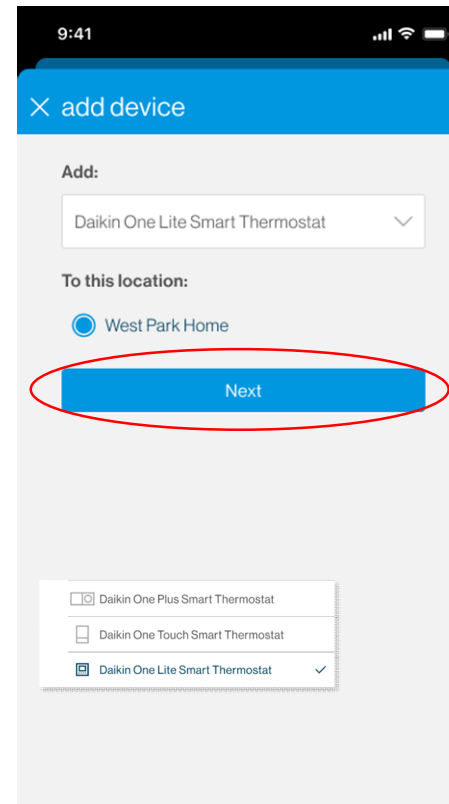 9:41
add device
Add:
Daikin One Lite Smart Thermostat
To this location:
West Park Home
Next
Daikin One Plus Smart Thermostat
Daikin One Touch Smart Thermostat
Daikin One Lite Smart Thermostat